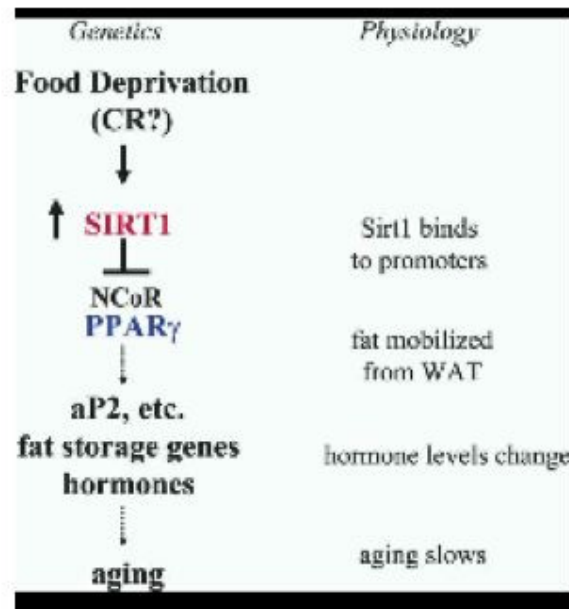 Genetics
Physiology
Food Deprivation
(CR?)
SIRT1
Sirt1 binds
to promoters
NCoR
PPARγ
fat mobilized
from WAT
aP2, etc.
fat storage genes
hormones
hormone levels change
aging slows
aging